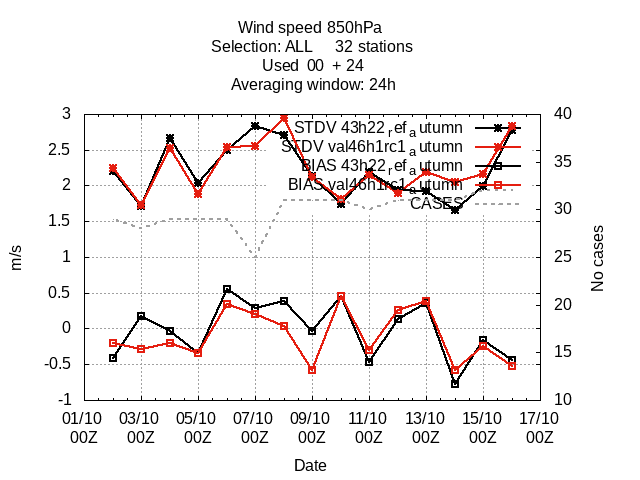 Wind speed 850hPa
Selection: ALL 32 stations
Used 00 + 24
Averaging window: 24h
3
2.5
2
1.5
1
0.5
0
-0.5
-1
40
35
30
25
20
15
10
STDV 43h22_ref_autumn
STDV val46h1rc1_autumn
BIAS 43h22_ref_autumn
BIAS val46h1rc1_autumn
CASES
m/s
No cases
01/10 03/10 05/10 07/10 09/10 11/10 13/10 15/10 17/10
00Z 00Z 00Z 00Z 00Z 00Z 00Z 00Z 00Z
Date